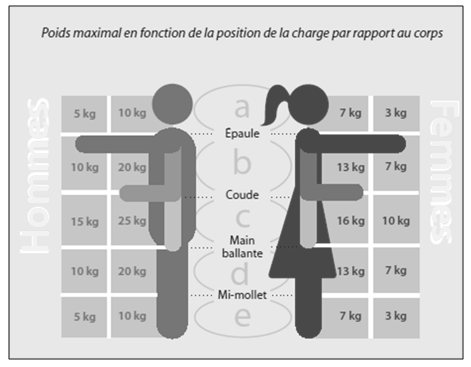 Poids maximal en fonction de la position de la charge par rapport au corps
Hommes
Femmes
5 kg 10 kg a 7 kg 3 kg
Épaule
10 kg 20 kg b 13 kg 7 kg
Coude
15 kg 25 kg c 16 kg 10 kg
Main
ballante
10 kg 20 kg d 13 kg 7 kg
Mi-mollet
5 kg 10 kg e 7 kg 3 kg